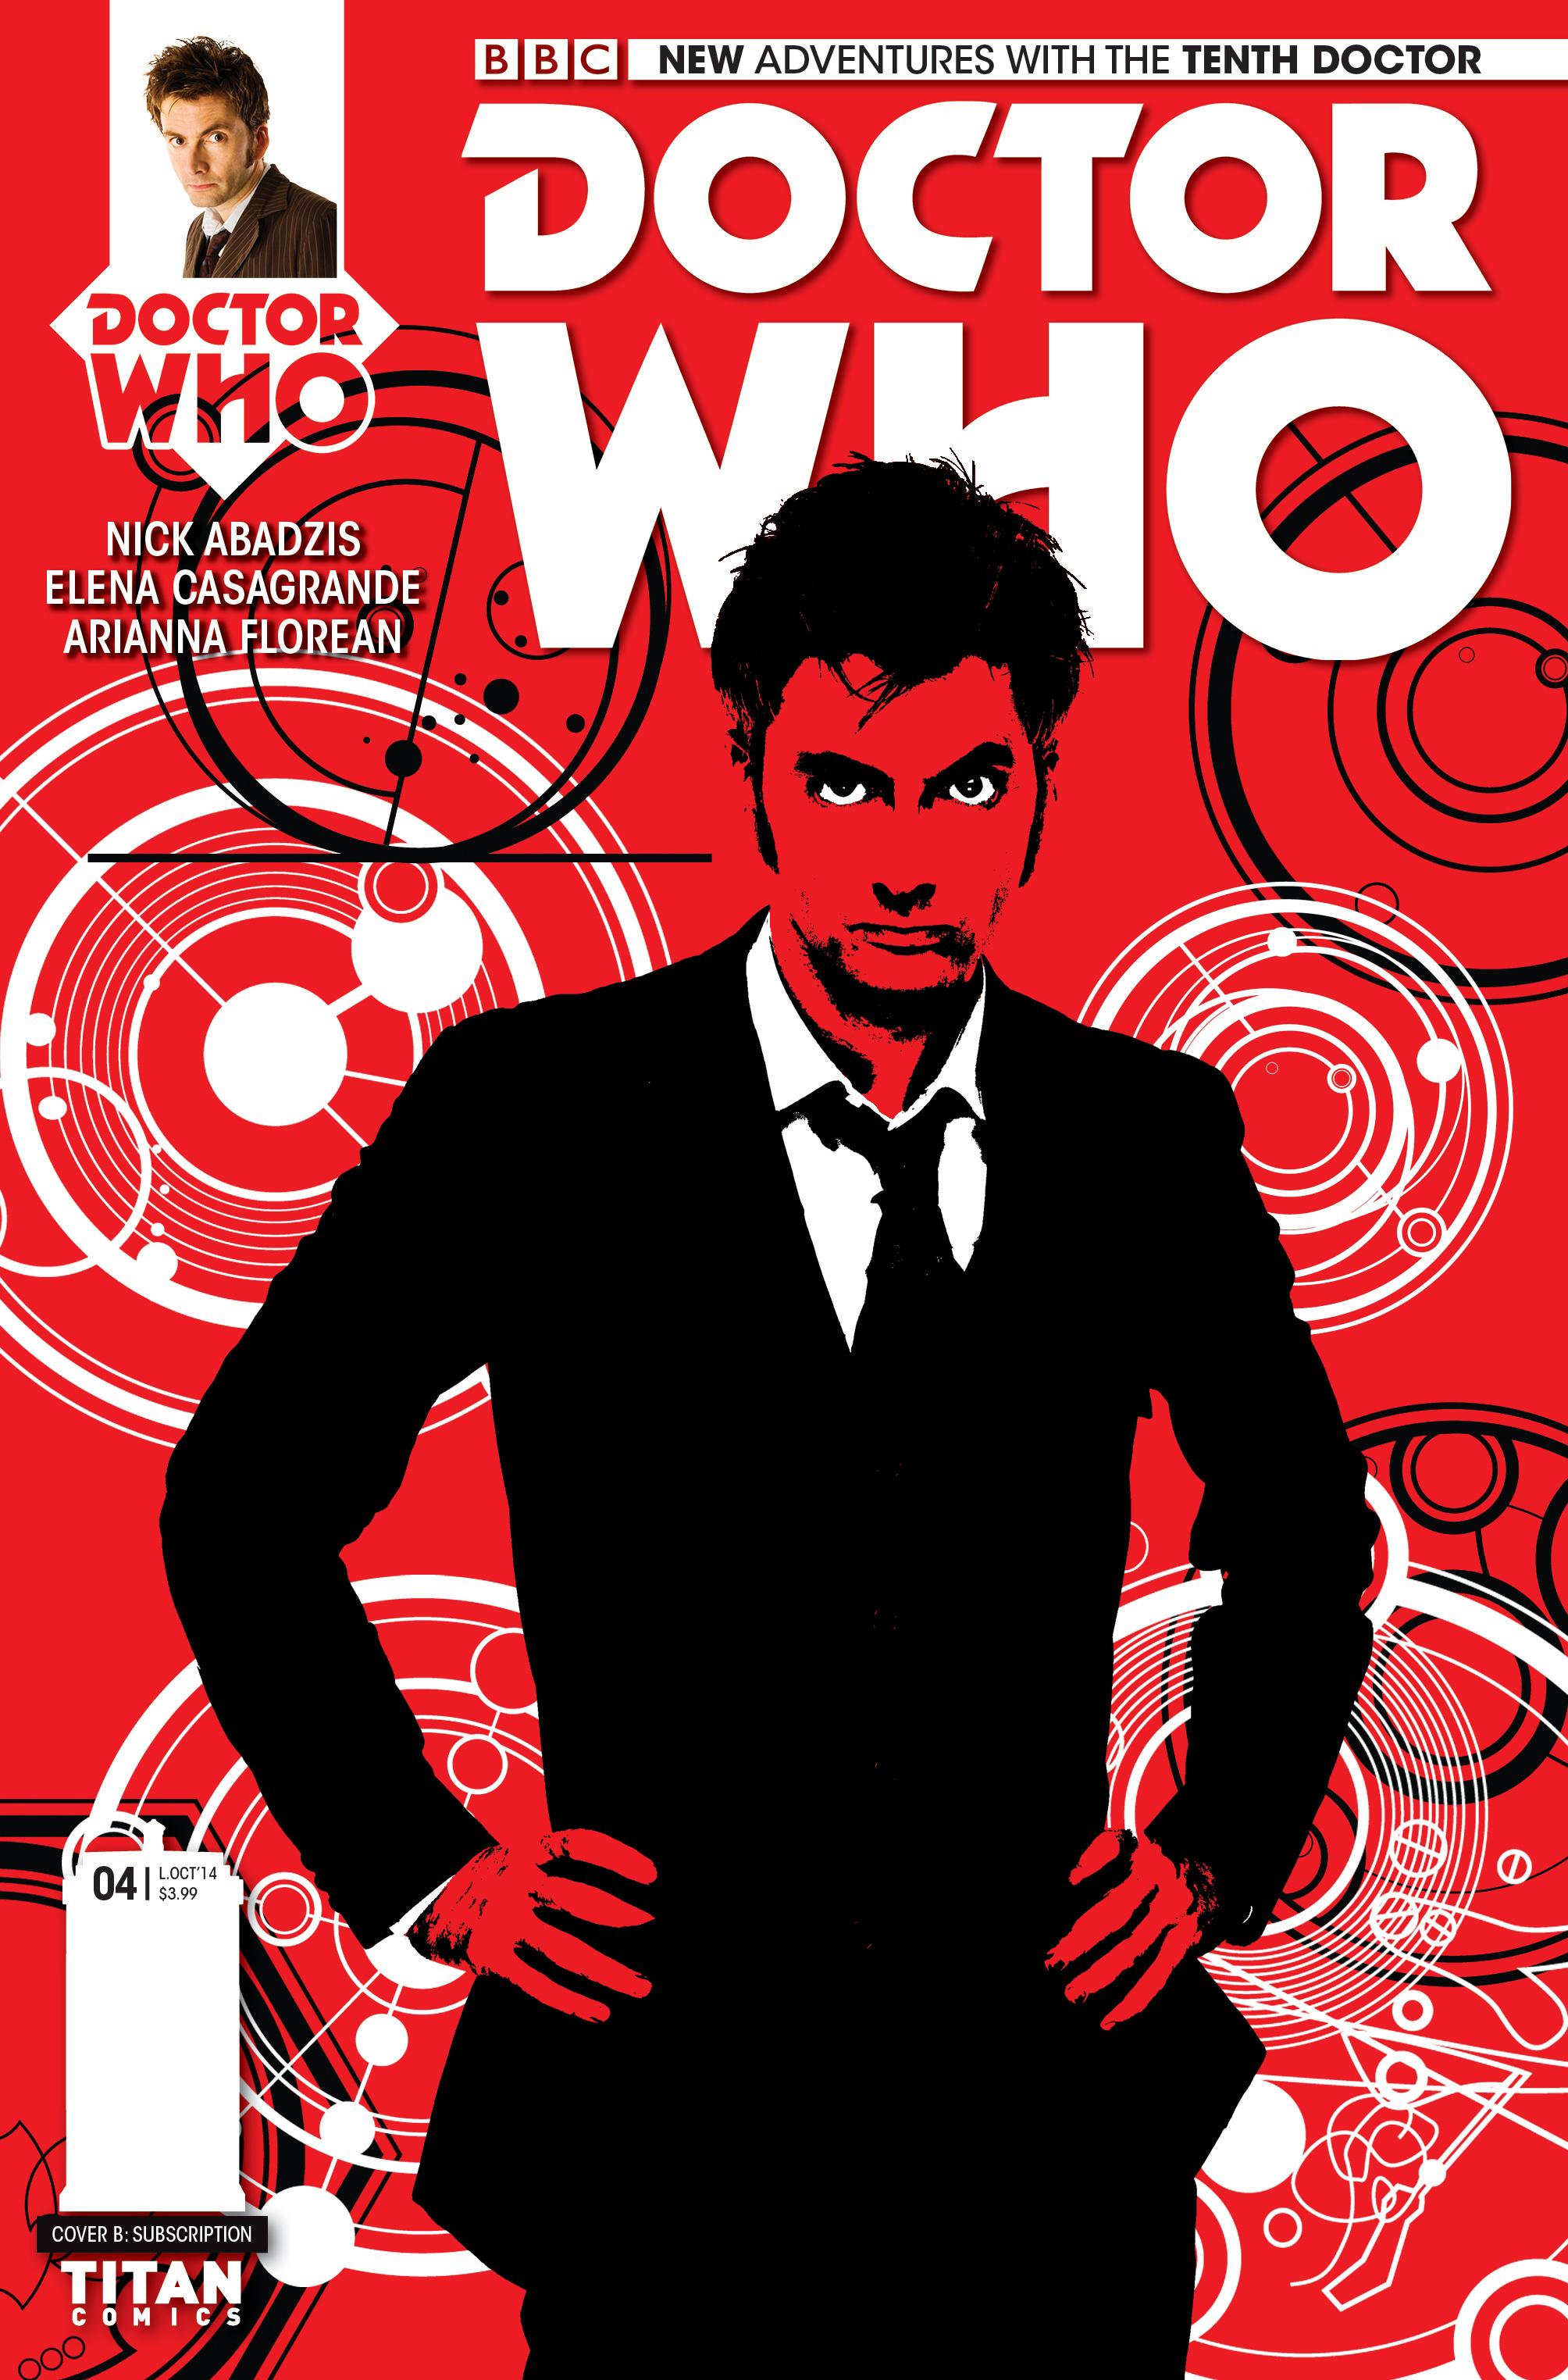 BBC NEW ADVENTURES WITH THE TENTH DOCTOR
DOCTOR
WHO
DOCTOR
WHO
NICK ABADZIS
ELENA CASAGRANDE
ARIANNA FLOREAN
04 | L.OCT'14
$3.99
COVER B: SUBSCRIPTION
TITAN
COMICS